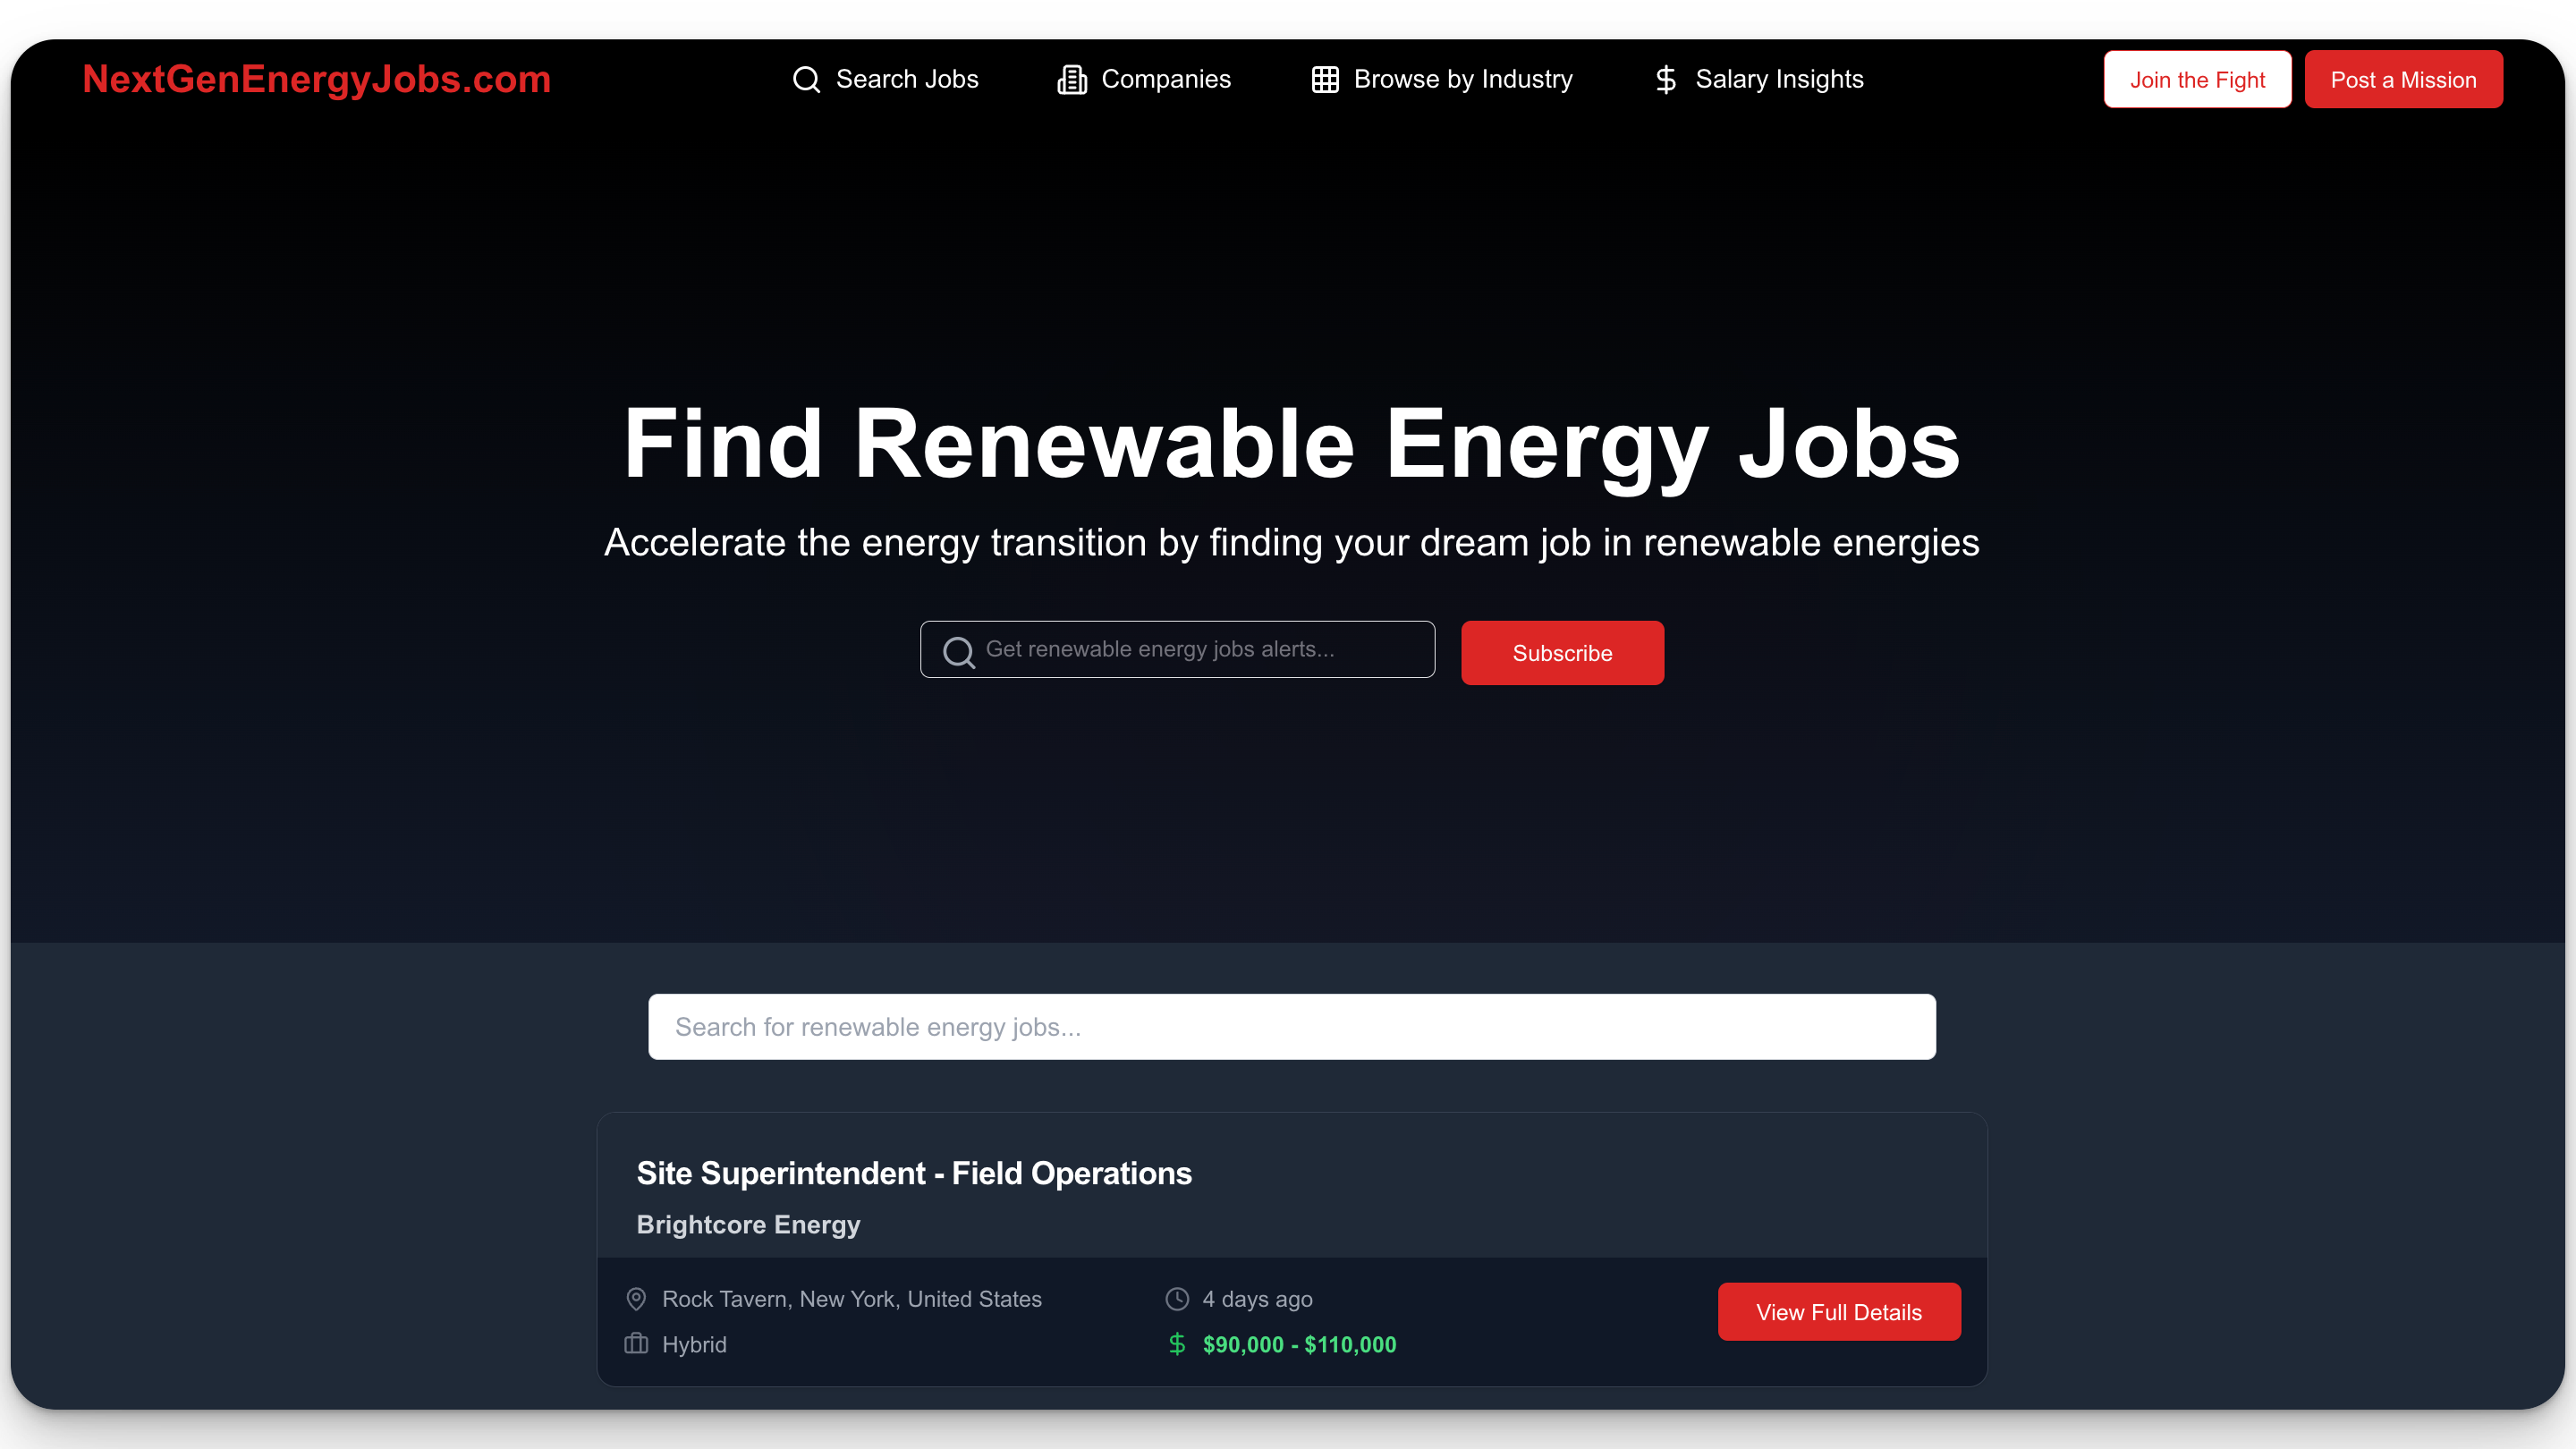 NextGenEnergyJobs.com
Search Jobs
Companies
Browse by Industry
Salary Insights
Join the Fight
Post a Mission
Find Renewable Energy Jobs
Accelerate the energy transition by finding your dream job in renewable energies
Get renewable energy jobs alerts...
Subscribe
Search for renewable energy jobs...
Site Superintendent - Field Operations
Brightcore Energy
Rock Tavern, New York, United States
4 days ago
Hybrid
$90,000 - $110,000
View Full Details